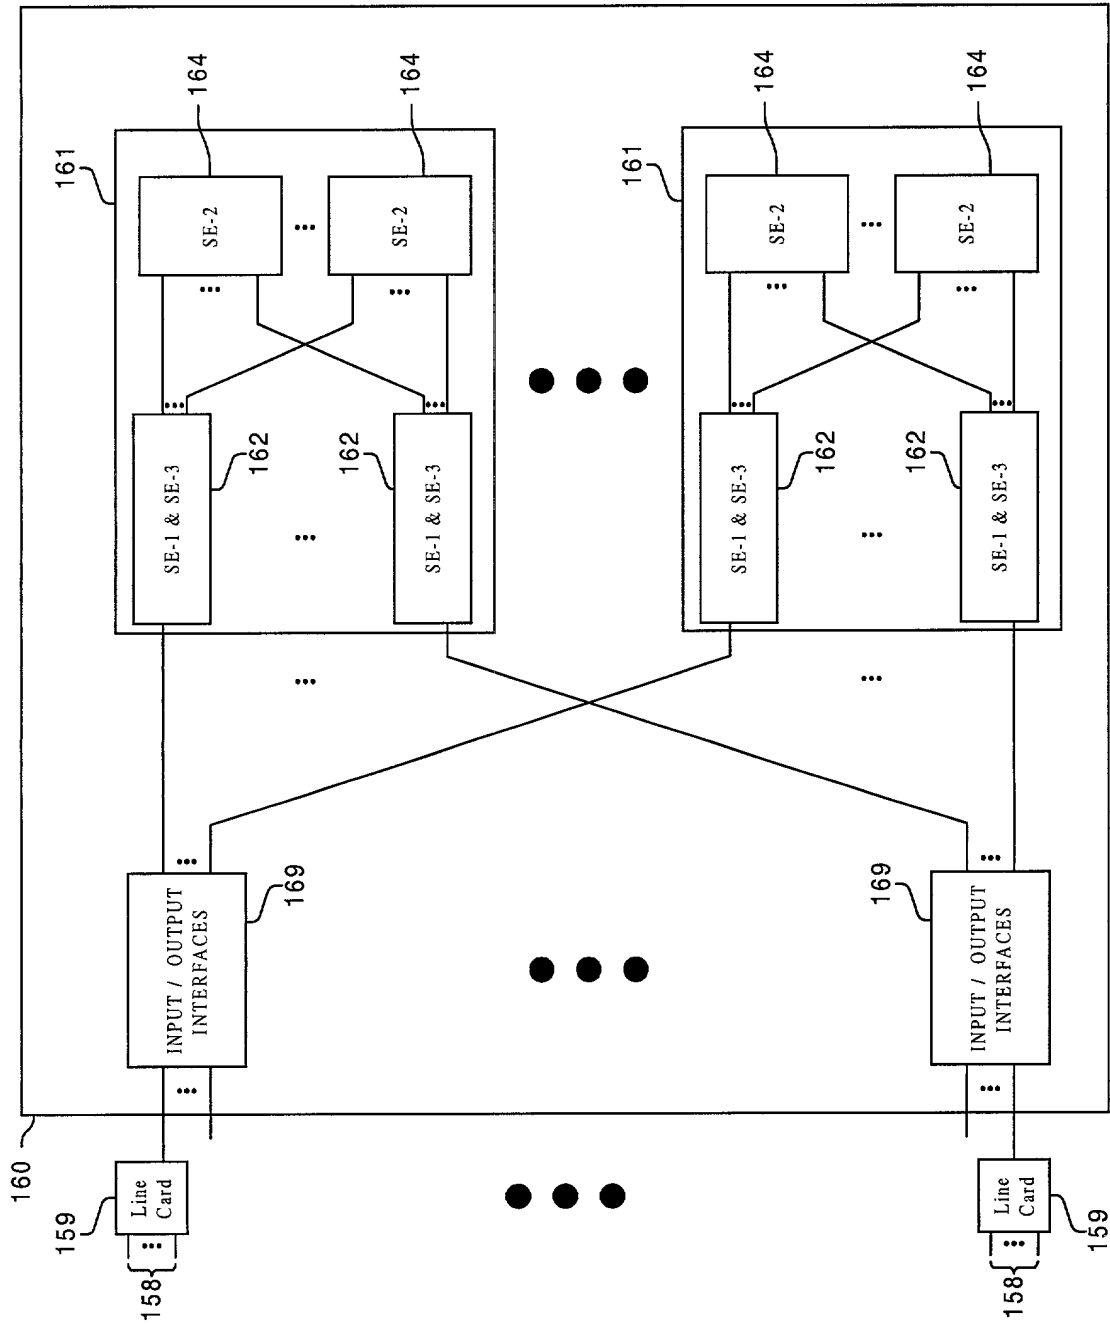 160
159
158
Line
Card
INPUT / OUTPUT
INTERFACES
169
161
SE-1 & SE-3
162
SE-2
164
162
SE-1 & SE-3
164
SE-2
161
SE-1 & SE-3
162
SE-2
164
162
SE-1 & SE-3
164
SE-2
169
INPUT / OUTPUT
INTERFACES
158
Line
Card
159